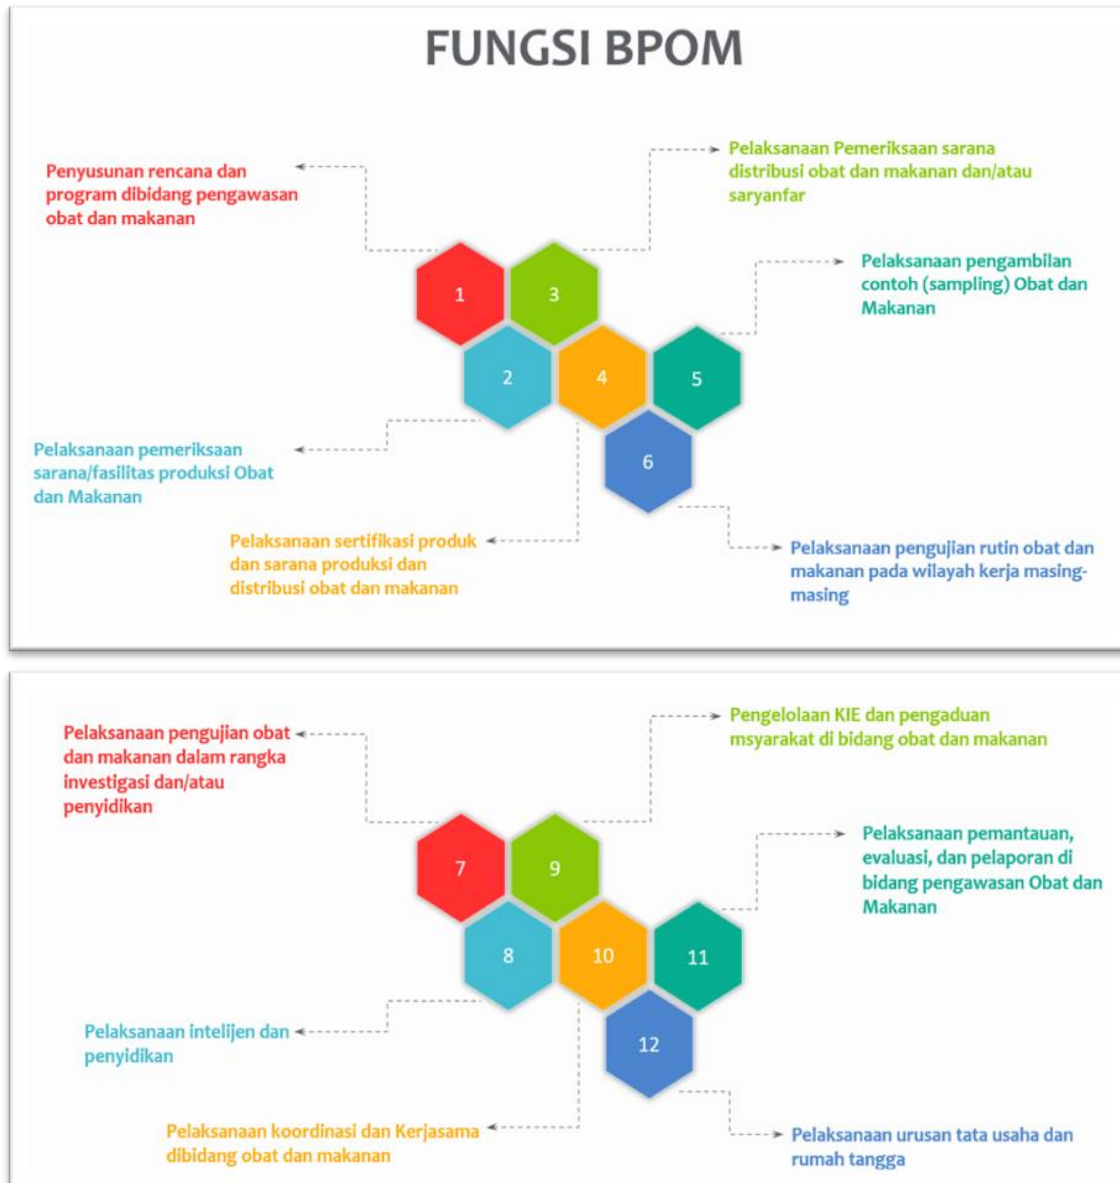 FUNGSI BPOM
Penyusunan rencana dan
program dibidang pengawasan
obat dan makanan
Pelaksanaan Pemeriksaan sarana
distribusi obat dan makanan dan/atau
saryanfar
Pelaksanaan pengambilan
contoh (sampling) Obat dan
Makanan
1
3
2
4
5
6
Pelaksanaan pemeriksaan
sarana/fasilitas produksi Obat
dan Makanan
Pelaksanaan sertifikasi produk
dan sarana produksi dan
distribusi obat dan makanan
Pelaksanaan pengujian rutin obat dan
makanan pada wilayah kerja masing-
masing
Pelaksanaan pengujian obat
dan makanan dalam rangka
investigasi dan/atau
penyidikan
Pengelolaan KIE dan pengaduan
msyarakat di bidang obat dan makanan
Pelaksanaan pemantauan,
evaluasi, dan pelaporan di
bidang pengawasan Obat dan
Makanan
7
9
8
10
11
12
Pelaksanaan intelijen dan
penyidikan
Pelaksanaan koordinasi dan Kerjasama
dibidang obat dan makanan
Pelaksanaan urusan tata usaha dan
rumah tangga